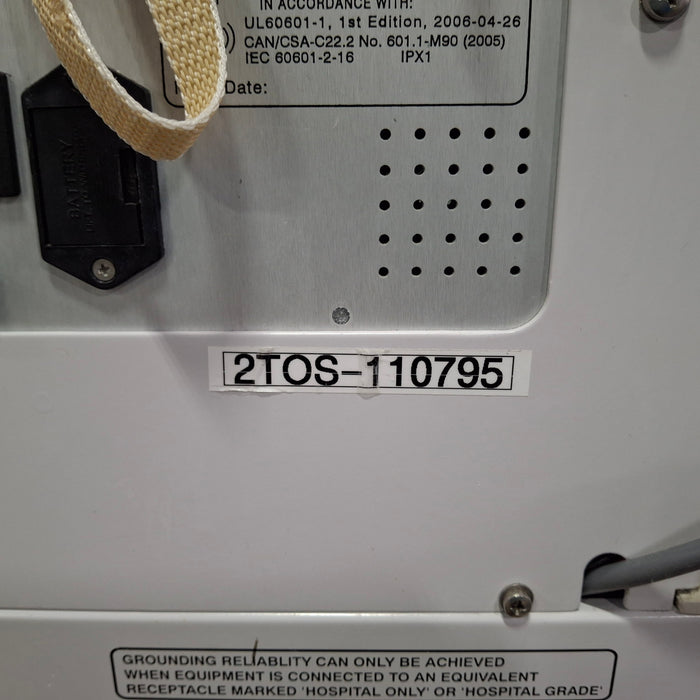 IN ACCORDANCE WITH:
UL60601-1, 1st Edition, 2006-04-26
CAN/CSA-C22.2 No. 601.1-M90 (2005)
IEC 60601-2-16 IPX1
Date:
BATTERY
2TOS-110795
GROUNDING RELIABLITY CAN ONLY BE ACHIEVED
WHEN EQUIPMENT IS CONNECTED TO AN EQUIVALENT
RECEPTACLE MARKED 'HOSPITAL ONLY' OR 'HOSPITAL GRADE'